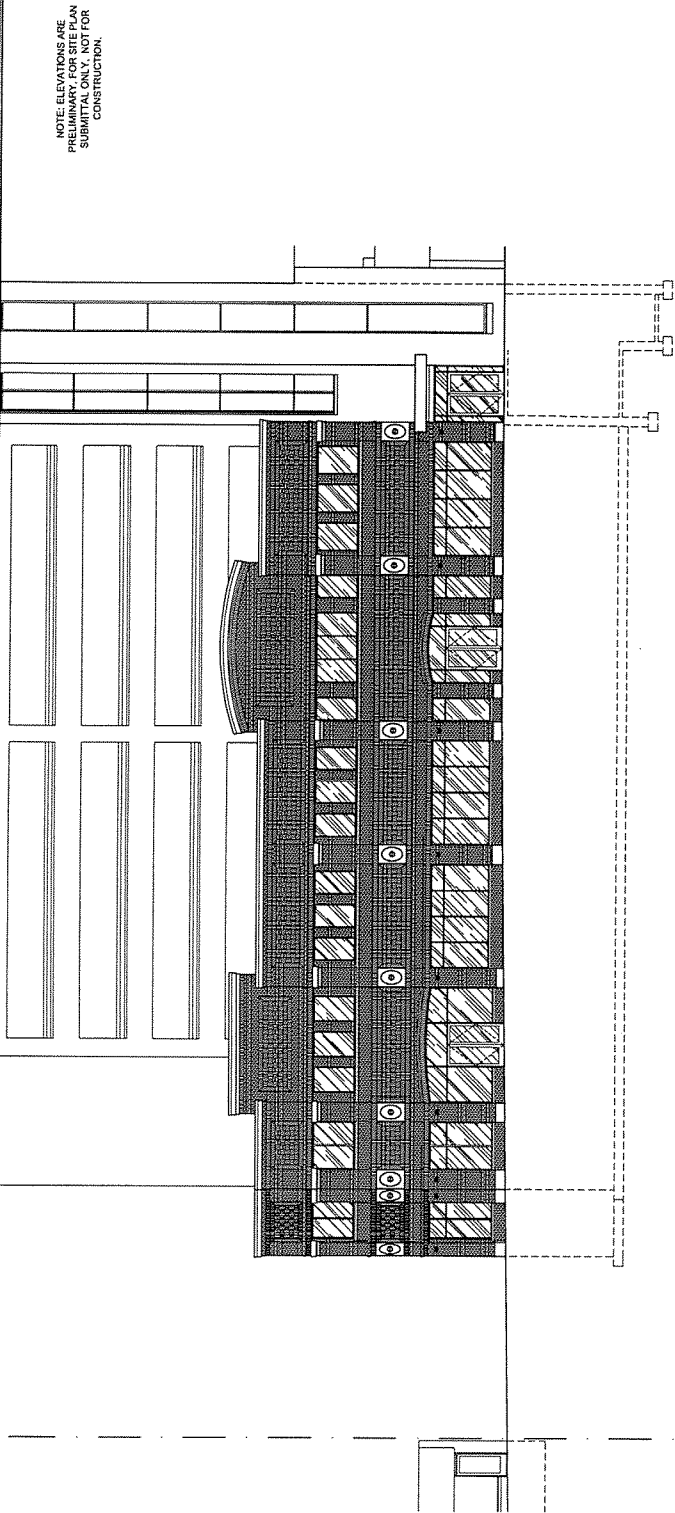 NOTE: ELEVATIONS ARE
PRELIMINARY, FOR SITE PLAN
SUBMITTAL ONLY. NOT FOR
CONSTRUCTION.